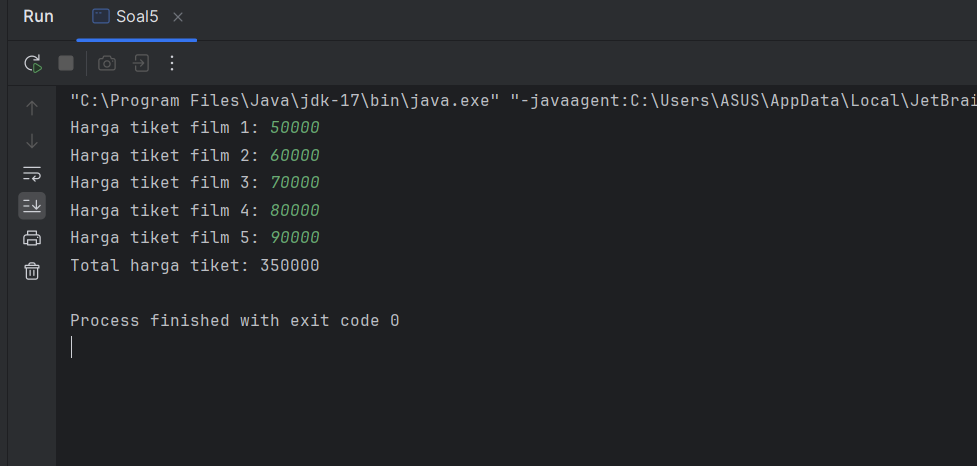 Run Soal5
"C:\Program Files\Java\jdk-17\bin\java.exe" "-javaagent:C:\Users\ASUS\AppData\Local\JetBrai
Harga tiket film 1: 50000
Harga tiket film 2: 60000
Harga tiket film 3: 70000
Harga tiket film 4: 80000
Harga tiket film 5: 90000
Total harga tiket: 350000
Process finished with exit code 0